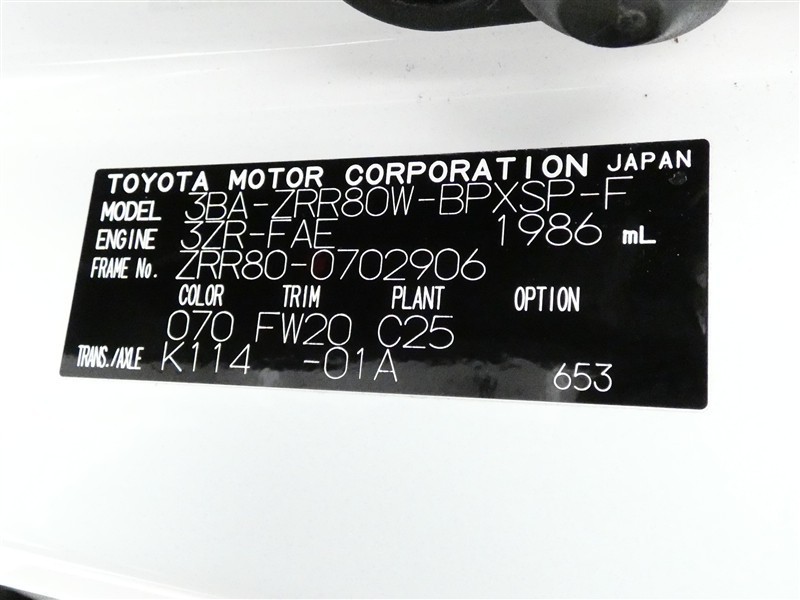 TOYOTA MOTOR CORPORATION JAPAN
MODEL 3BA-ZRR80W-BPXSP-F
ENGINE 3ZR-FAE 1986 mL
FRAME No. ZRR80-0702906
COLOR TRIM PLANT OPTION
070 FW20 C25
TRANS./AXLE K114 -01A 653